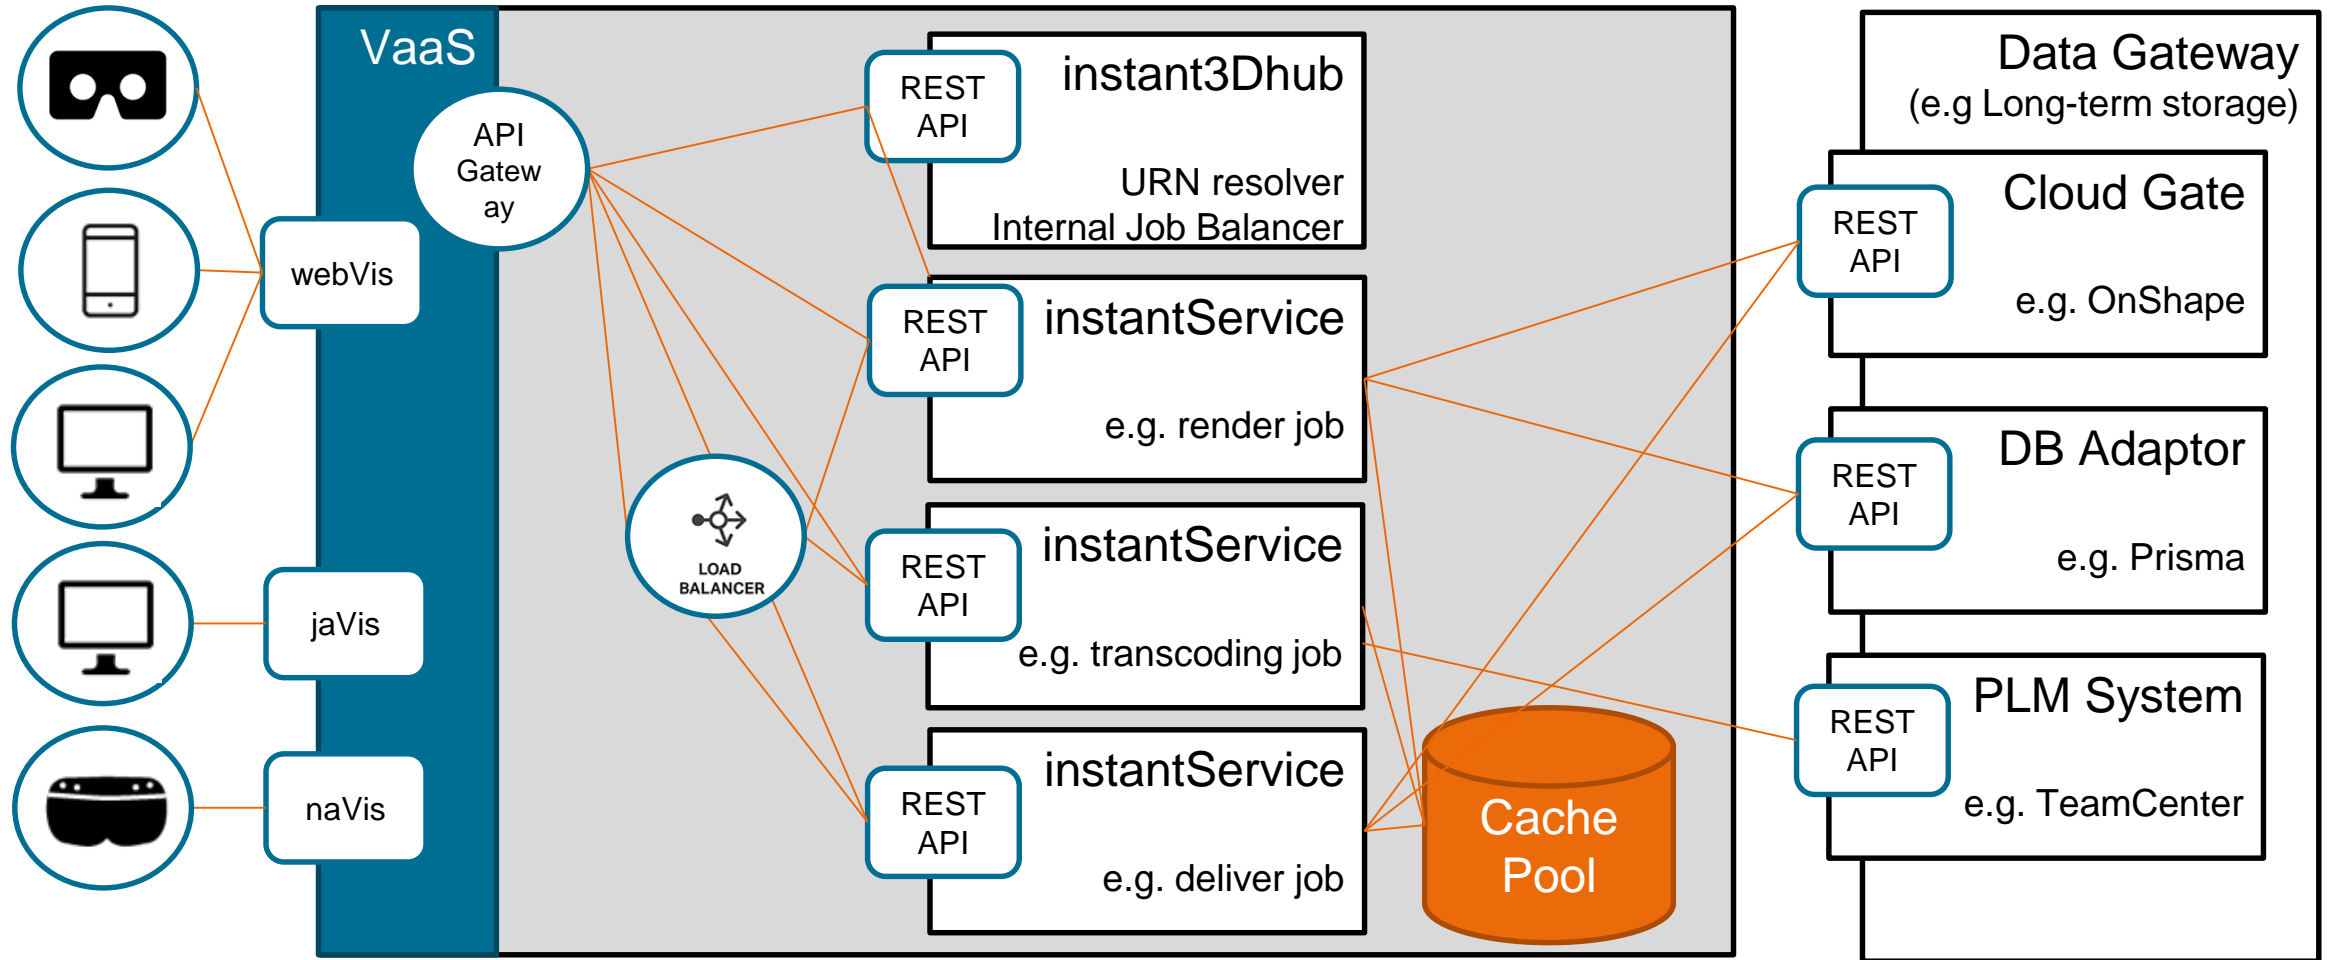 VaaS
API
Gatew
ay
webVis
jaVis
naVis
REST
API
instant3Dhub
URN resolver
Internal Job Balancer
REST
API
instantService
e.g. render job
LOAD
BALANCER
REST
API
instantService
e.g. transcoding job
REST
API
instantService
e.g. deliver job
Cache
Pool
Data Gateway
(e.g Long-term storage)
REST
API
Cloud Gate
e.g. OnShape
REST
API
DB Adaptor
e.g. Prisma
REST
API
PLM System
e.g. TeamCenter